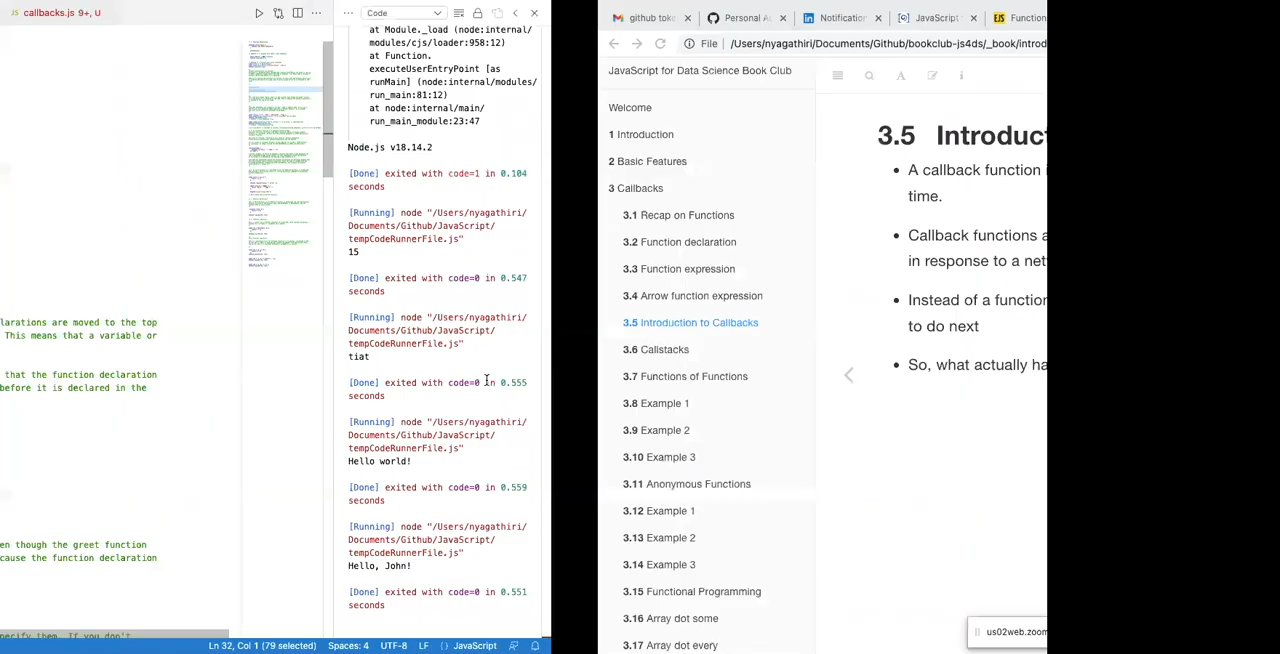 callbacks.js 9+, U
larations are moved to the top
This means that a variable or
that the function declaration
before it is declared in the
en though the greet function
cause the function declaration
pecify them. If you don't
Code
at Module._load (node:internal/
modules/cjs/loader:958:12)
at Function.
executeUserEntryPoint [as
runMain] (node:internal/modules/
run_main:81:12)
at node:internal/main/
run_main_module:23:47
Node.js v18.14.2
[Done] exited with code=1 in 0.104
seconds
[Running] node "/Users/nyagathiri/
Documents/Github/JavaScript/
tempCodeRunnerFile.js"
15
[Done] exited with code=0 in 0.547
seconds
[Running] node "/Users/nyagathiri/
Documents/Github/JavaScript/
tempCodeRunnerFile.js"
tiat
[Done] exited with code=0 in 0.555
seconds
[Running] node "/Users/nyagathiri/
Documents/Github/JavaScript/
tempCodeRunnerFile.js"
Hello world!
[Done] exited with code=0 in 0.559
seconds
[Running] node "/Users/nyagathiri/
Documents/Github/JavaScript/
tempCodeRunnerFile.js"
Hello, John!
[Done] exited with code=0 in 0.551
seconds
Ln 32, Col 1 (79 selected) Spaces: 4 UTF-8 LF {} JavaScript
github tok Personal Ac Notification JavaScript EJS Function
File /Users/nyagathiri/Documents/Github/bookclub-js4ds/_book/introd
JavaScript for Data Science Book Club
Welcome
1 Introduction
2 Basic Features
3 Callbacks
3.1 Recap on Functions
3.2 Function declaration
3.3 Function expression
3.4 Arrow function expression
3.5 Introduction to Callbacks
3.6 Callstacks
3.7 Functions of Functions
3.8 Example 1
3.9 Example 2
3.10 Example 3
3.11 Anonymous Functions
3.12 Example 1
3.13 Example 2
3.14 Example 3
3.15 Functional Programming
3.16 Array dot some
3.17 Array dot every
3.5 Introduct
• A callback function i
time.
• Callback functions a
in response to a net
• Instead of a function
to do next
• So, what actually ha
us02web.zoom